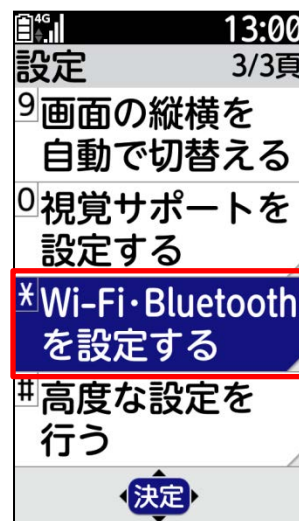 4G 13:00
設定 3/3頁
9 画面の縦横を
自動で切替える
0 視覚サポートを
設定する
* Wi-Fi・Bluetooth
を設定する
# 高度な設定を
行う
決定